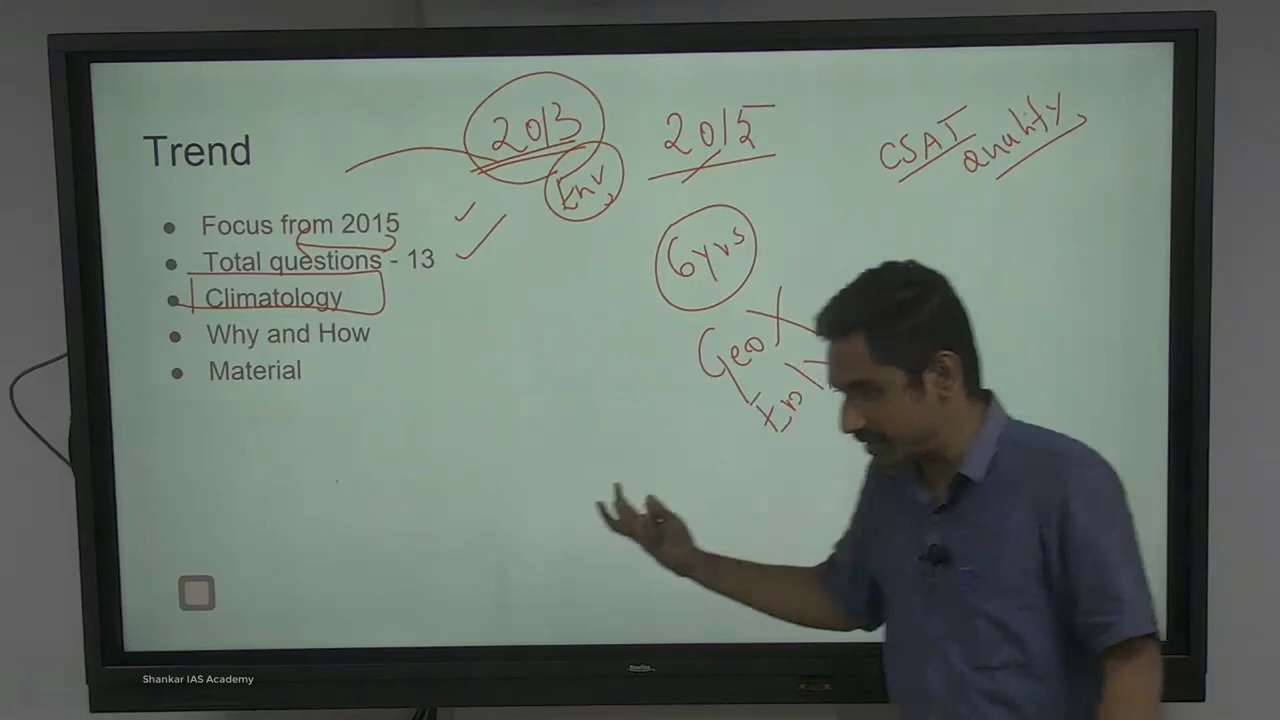 Trend
Focus from 2015
Total questions - 13
Climatology
Why and How
Material
2013
Env
2015
CSAT
quality
6yrs
Geo
Env
Shankar IAS Academy